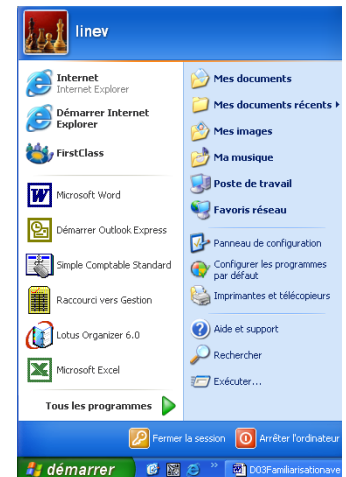 linev
Internet
Internet Explorer
Démarrer Internet
Explorer
FirstClass
Microsoft Word
Démarrer Outlook Express
Simple Comptable Standard
Raccourci vers Gestion
Lotus Organizer 6.0
Microsoft Excel
Tous les programmes
Mes documents
Mes documents récents
Mes images
Ma musique
Poste de travail
Favoris réseau
Panneau de configuration
Configurer les programmes
par défaut
Imprimantes et télécopieurs
Aide et support
Rechercher
Exécuter...
Fermer la session
Arrêter l'ordinateur
démarrer
D03Familiarisationave